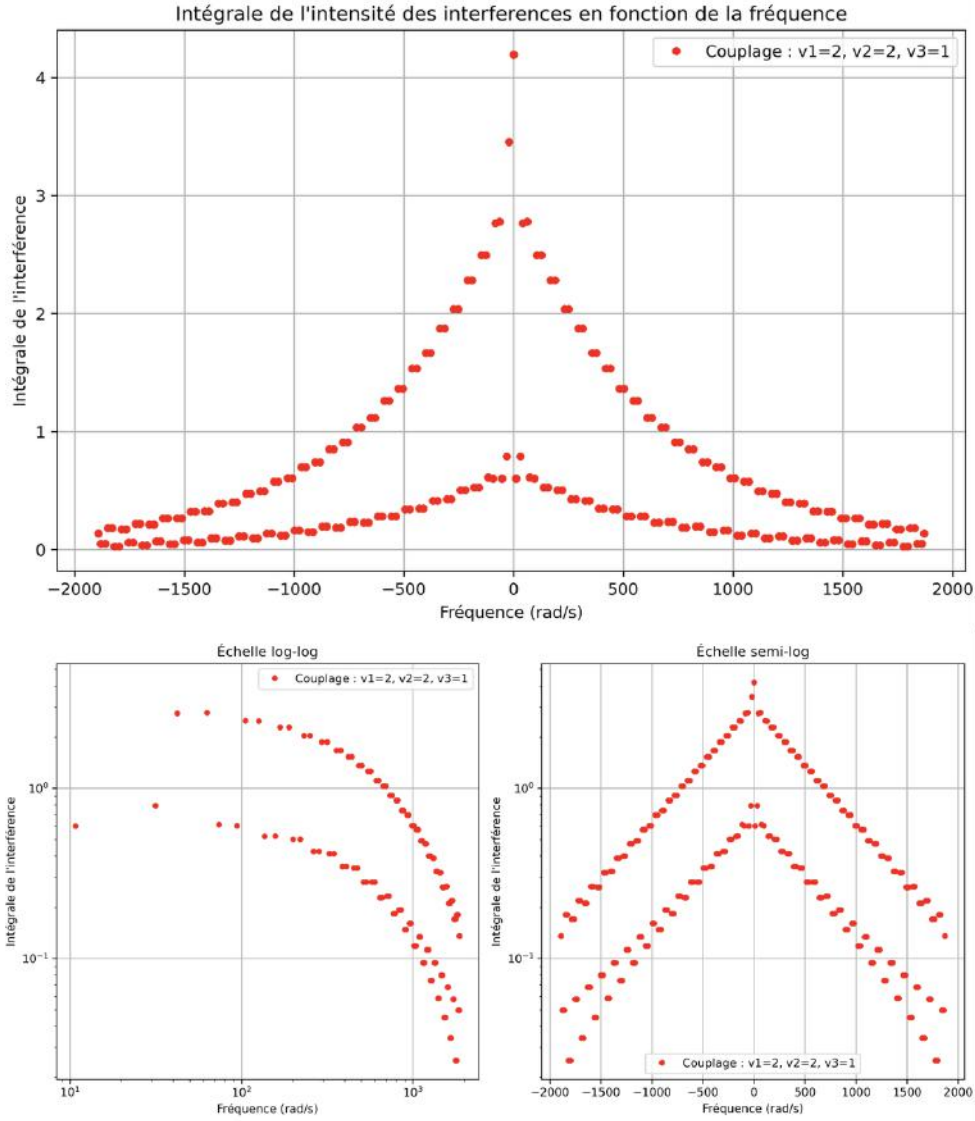 Intégrale de l'intensité des interferences en fonction de la fréquence
Couplage : v1=2, v2=2, v3=1
4
3
2
1
0
Intégrale de l'interférence
−2000 −1500 −1000 −500 0 500 1000 1500 2000
Fréquence (rad/s)
Échelle log-log
Couplage : v1=2, v2=2, v3=1
10⁰
10⁻¹
Intégrale de l'interférence
10¹ 10² 10³
Fréquence (rad/s)
Échelle semi-log
10⁰
10⁻¹
Intégrale de l'interférence
Couplage : v1=2, v2=2, v3=1
−2000 −1500 −1000 −500 0 500 1000 1500 2000
Fréquence (rad/s)